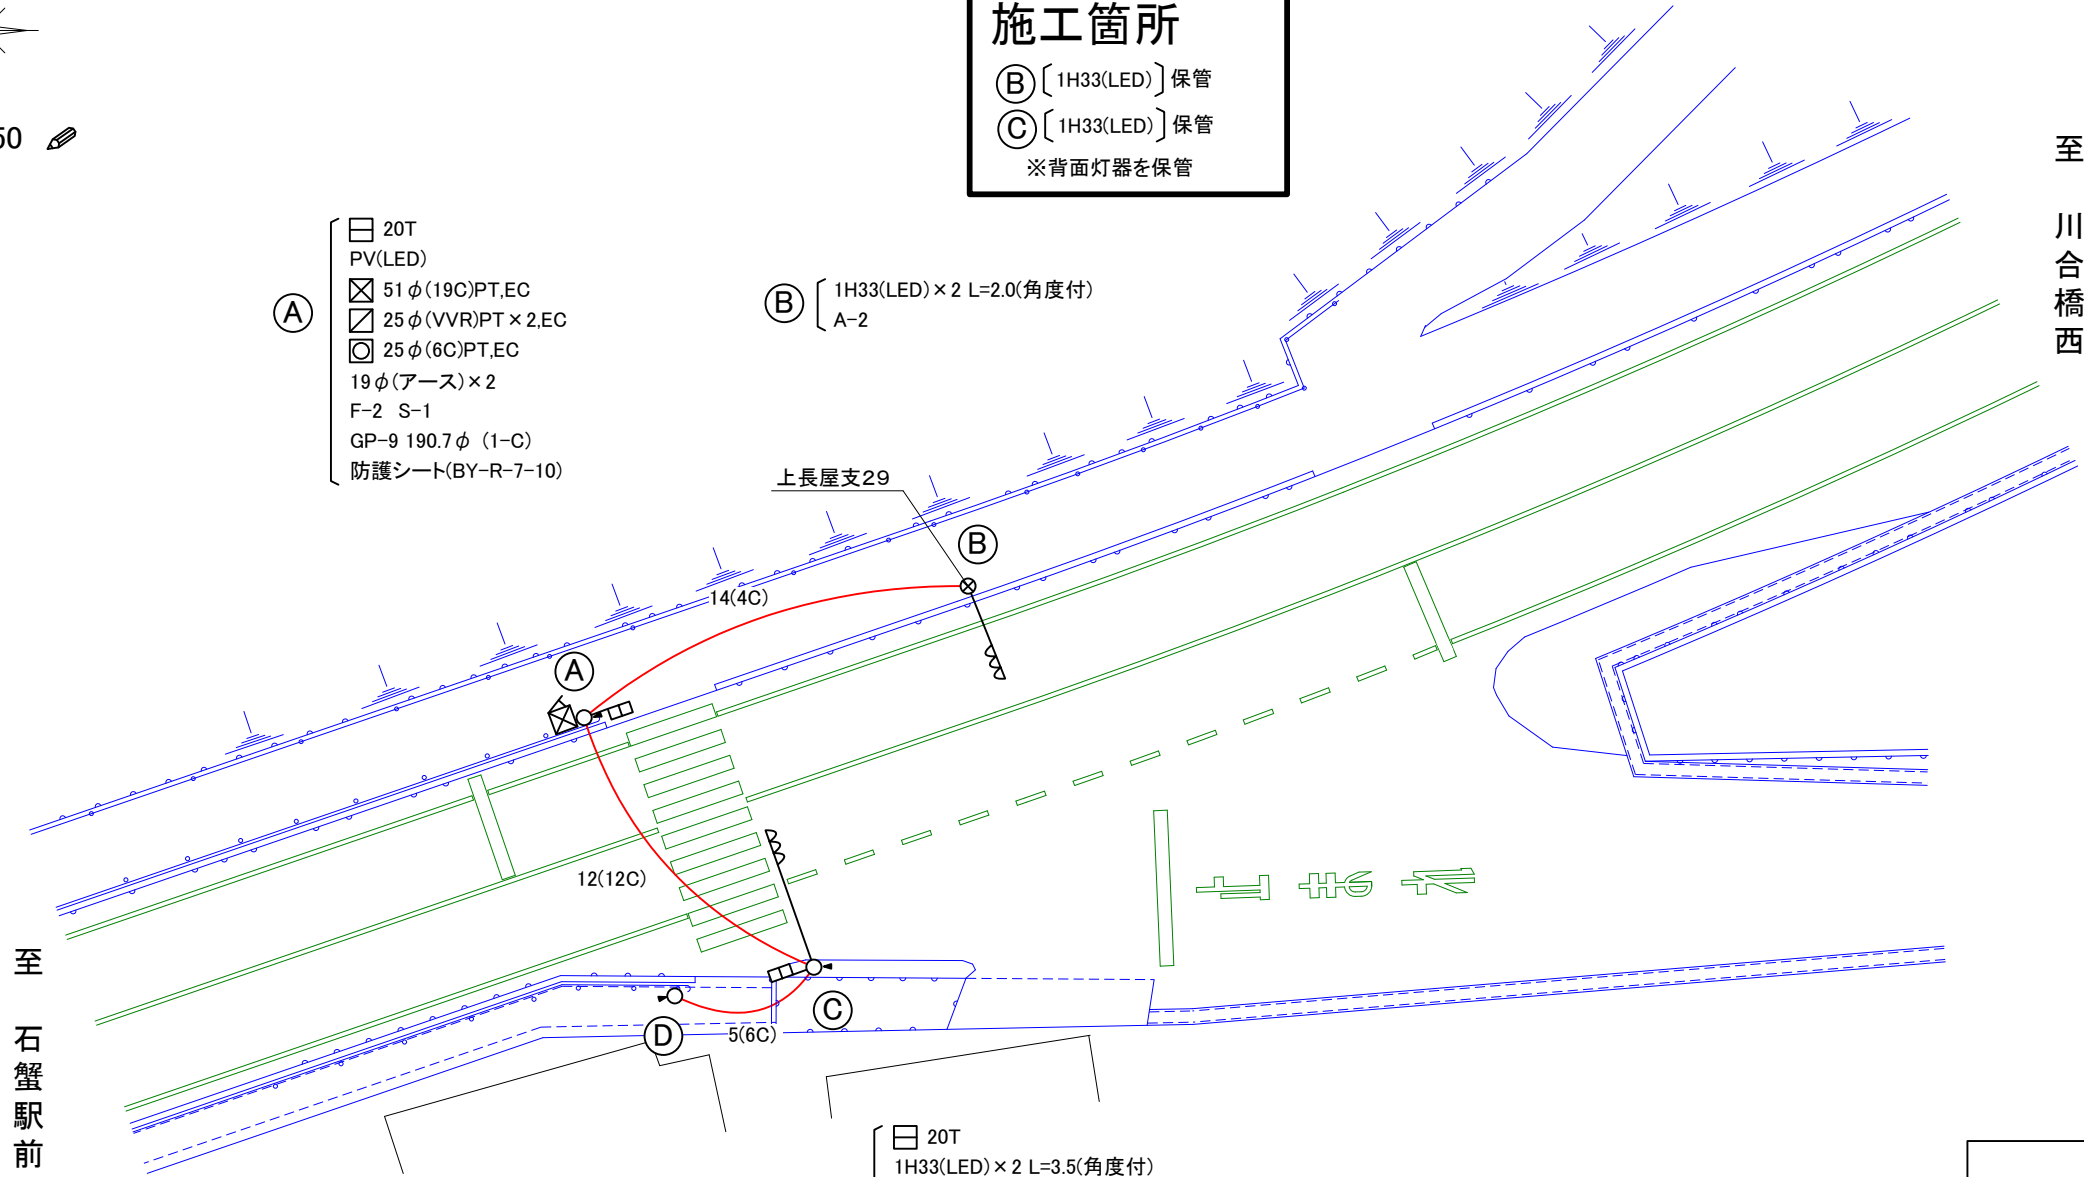 施工箇所
Ⓑ〔1H33(LED)〕保管
Ⓒ〔1H33(LED)〕保管
※背面灯器を保管
50
至 川合橋西
Ⓐ
20T
PV(LED)
51φ(19C)PT,EC
25φ(VVR)PT×2,EC
25φ(6C)PT,EC
19φ(アース)×2
F-2 S-1
GP-9 190.7φ (1-C)
防護シート(BY-R-7-10)
Ⓑ
1H33(LED)×2 L=2.0(角度付)
A-2
上長屋支29
Ⓑ
14(4C)
Ⓐ
12(12C)
止まれ
Ⓒ
Ⓓ
5(6C)
至 石蟹駅前
20T
1H33(LED)×2 L=3.5(角度付)